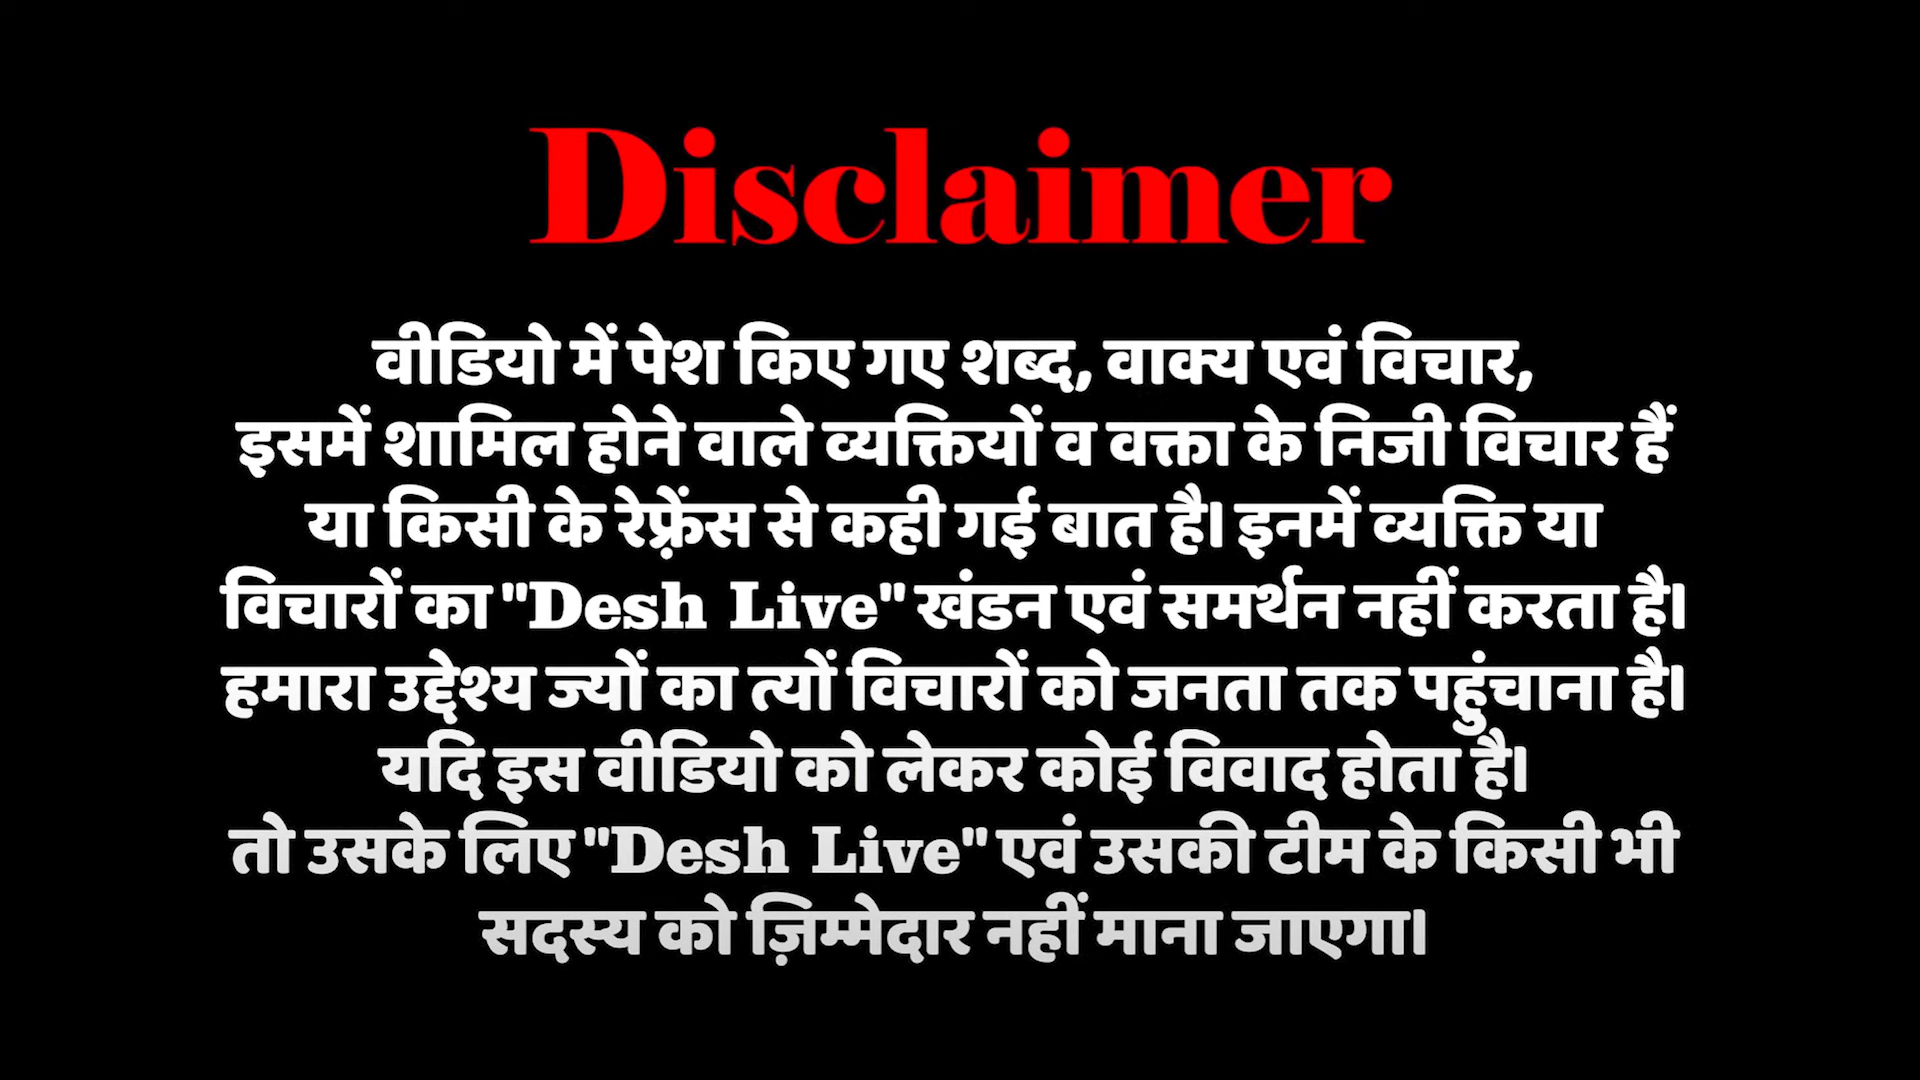 Disclaimer
वीडियो में पेश किए गए शब्द, वाक्य एवं विचार,
इसमें शामिल होने वाले व्यक्तियों व वक्ता के निजी विचार हैं
या किसी के रेफ़्रेंस से कही गई बात है। इनमें व्यक्ति या
विचारों का "Desh Live" खंडन एवं समर्थन नहीं करता है।
हमारा उद्देश्य ज्यों का त्यों विचारों को जनता तक पहुंचाना है।
यदि इस वीडियो को लेकर कोई विवाद होता है।
तो उसके लिए "Desh Live" एवं उसकी टीम के किसी भी
सदस्य को ज़िम्मेदार नहीं माना जाएगा।